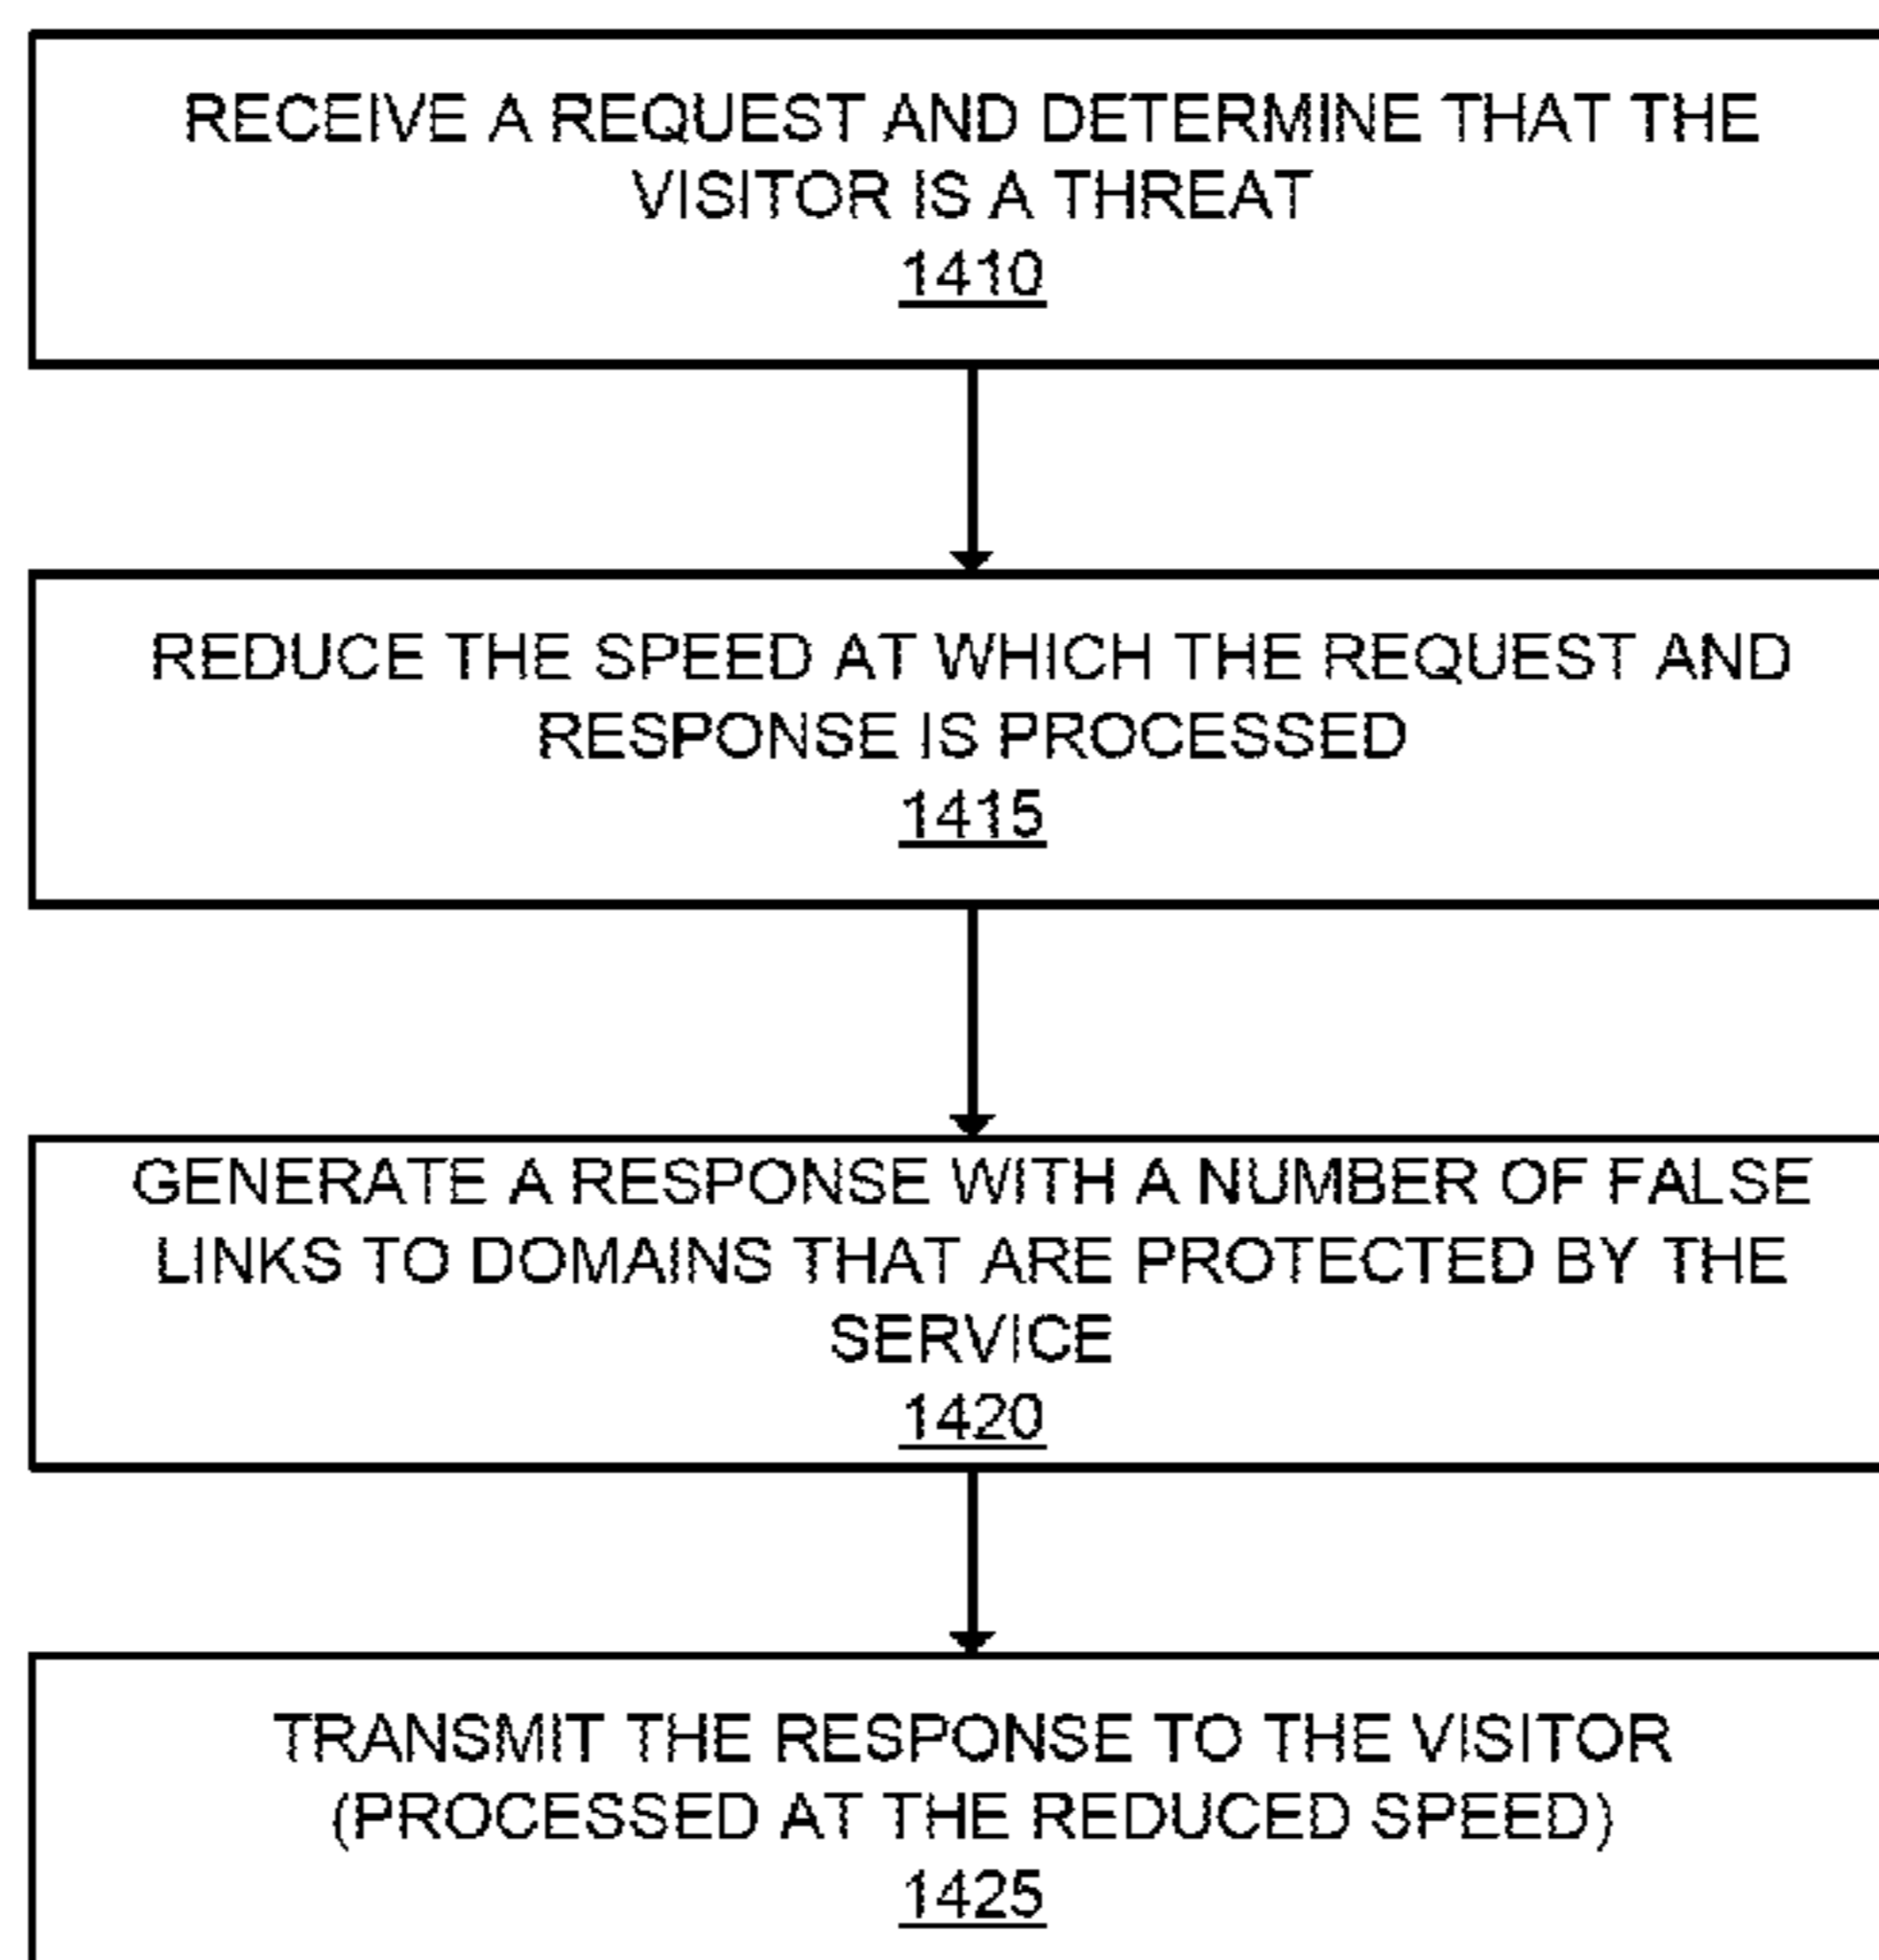 RECEIVE A REQUEST AND DETERMINE THAT THE
VISITOR IS A THREAT
1410
REDUCE THE SPEED AT WHICH THE REQUEST AND
RESPONSE IS PROCESSED
1415
GENERATE A RESPONSE WITH A NUMBER OF FALSE
LINKS TO DOMAINS THAT ARE PROTECTED BY THE
SERVICE
1420
TRANSMIT THE RESPONSE TO THE VISITOR
(PROCESSED AT THE REDUCED SPEED)
1425